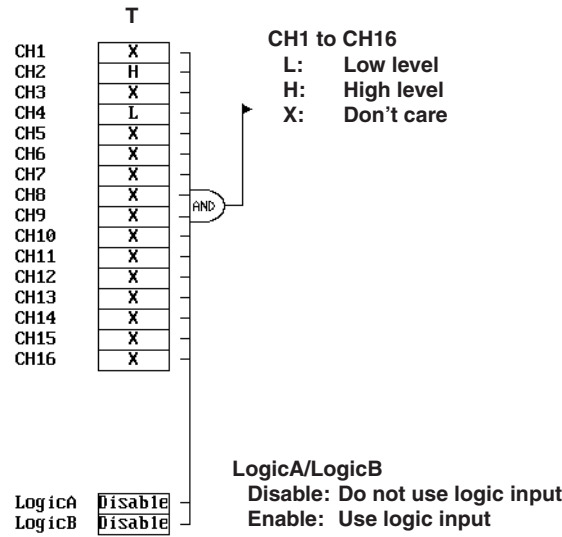 T
CH1 X
CH2 H
CH3 X
CH4 L
CH5 X
CH6 X
CH7 X
CH8 X
CH9 X
CH10 X
CH11 X
CH12 X
CH13 X
CH14 X
CH15 X
CH16 X
AND
CH1 to CH16
L: Low level
H: High level
X: Don't care
LogicA Disable
LogicB Disable
LogicA/LogicB
Disable: Do not use logic input
Enable: Use logic input